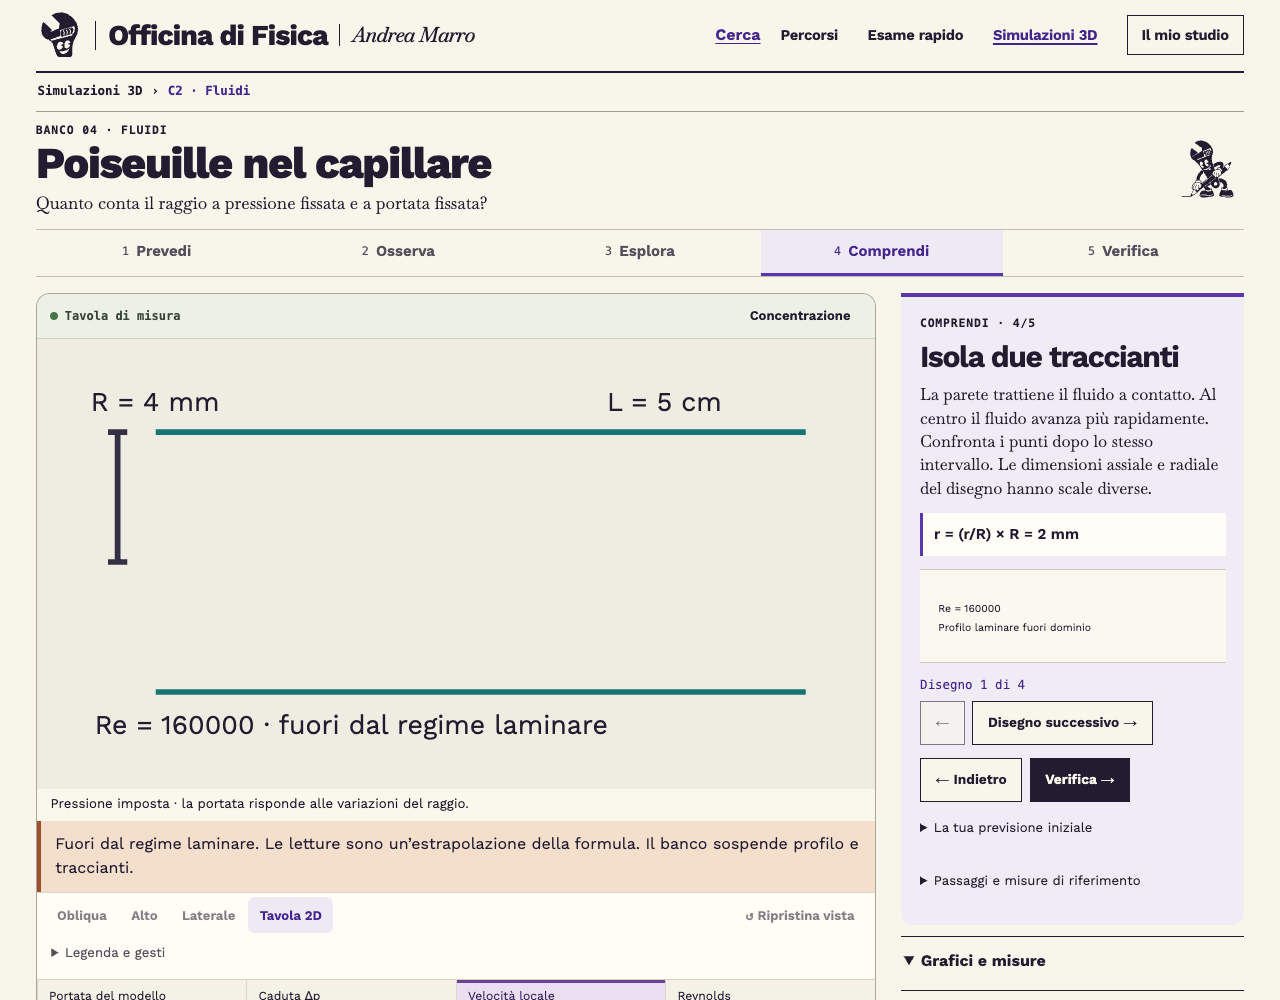 Officina di Fisica
Andrea Marro
Cerca
Percorsi
Esame rapido
Simulazioni 3D
Il mio studio
Simulazioni 3D › C2 · Fluidi
BANCO 04 · FLUIDI
Poiseuille nel capillare
Quanto conta il raggio a pressione fissata e a portata fissata?
1 Prevedi
2 Osserva
3 Esplora
4 Comprendi
5 Verifica
Tavola di misura
Concentrazione
R = 4 mm
L = 5 cm
Re = 160000 · fuori dal regime laminare
Pressione imposta · la portata risponde alle variazioni del raggio.
Fuori dal regime laminare. Le letture sono un’estrapolazione della formula. Il banco sospende profilo e
traccianti.
Obliqua
Alto
Laterale
Tavola 2D
↺ Ripristina vista
▶ Legenda e gesti
Portata del modello
Caduta Δp
Velocità locale
Reynolds
COMPRENDI · 4/5
Isola due traccianti
La parete trattiene il fluido a contatto. Al
centro il fluido avanza più rapidamente.
Confronta i punti dopo lo stesso
intervallo. Le dimensioni assiale e radiale
del disegno hanno scale diverse.
r = (r/R) × R = 2 mm
Re = 160000
Profilo laminare fuori dominio
Disegno 1 di 4
←
Disegno successivo →
← Indietro
Verifica →
▶ La tua previsione iniziale
▶ Passaggi e misure di riferimento
▼ Grafici e misure